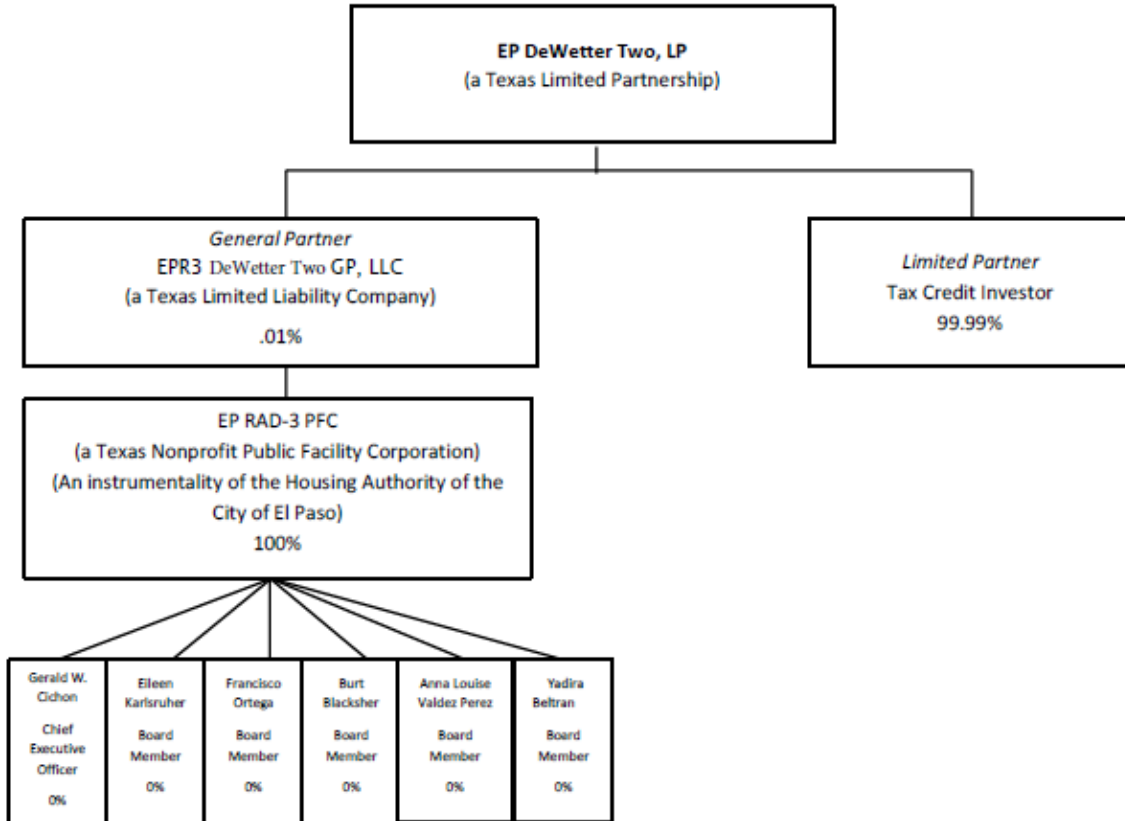 EP DeWetter Two, LP
(a Texas Limited Partnership)
General Partner
EPR3 DeWetter Two GP, LLC
(a Texas Limited Liability Company)
.01%
Limited Partner
Tax Credit Investor
99.99%
EP RAD-3 PFC
(a Texas Nonprofit Public Facility Corporation)
(An instrumentality of the Housing Authority of the
City of El Paso)
100%
Gerald W.
Cichon
Chief
Executive
Officer
0%
Eileen
Karlsruher
Board
Member
0%
Francisco
Ortega
Board
Member
0%
Burt
Blacksher
Board
Member
0%
Anna Louise
Valdez Perez
Board
Member
0%
Yadira
Beltran
Board
Member
0%